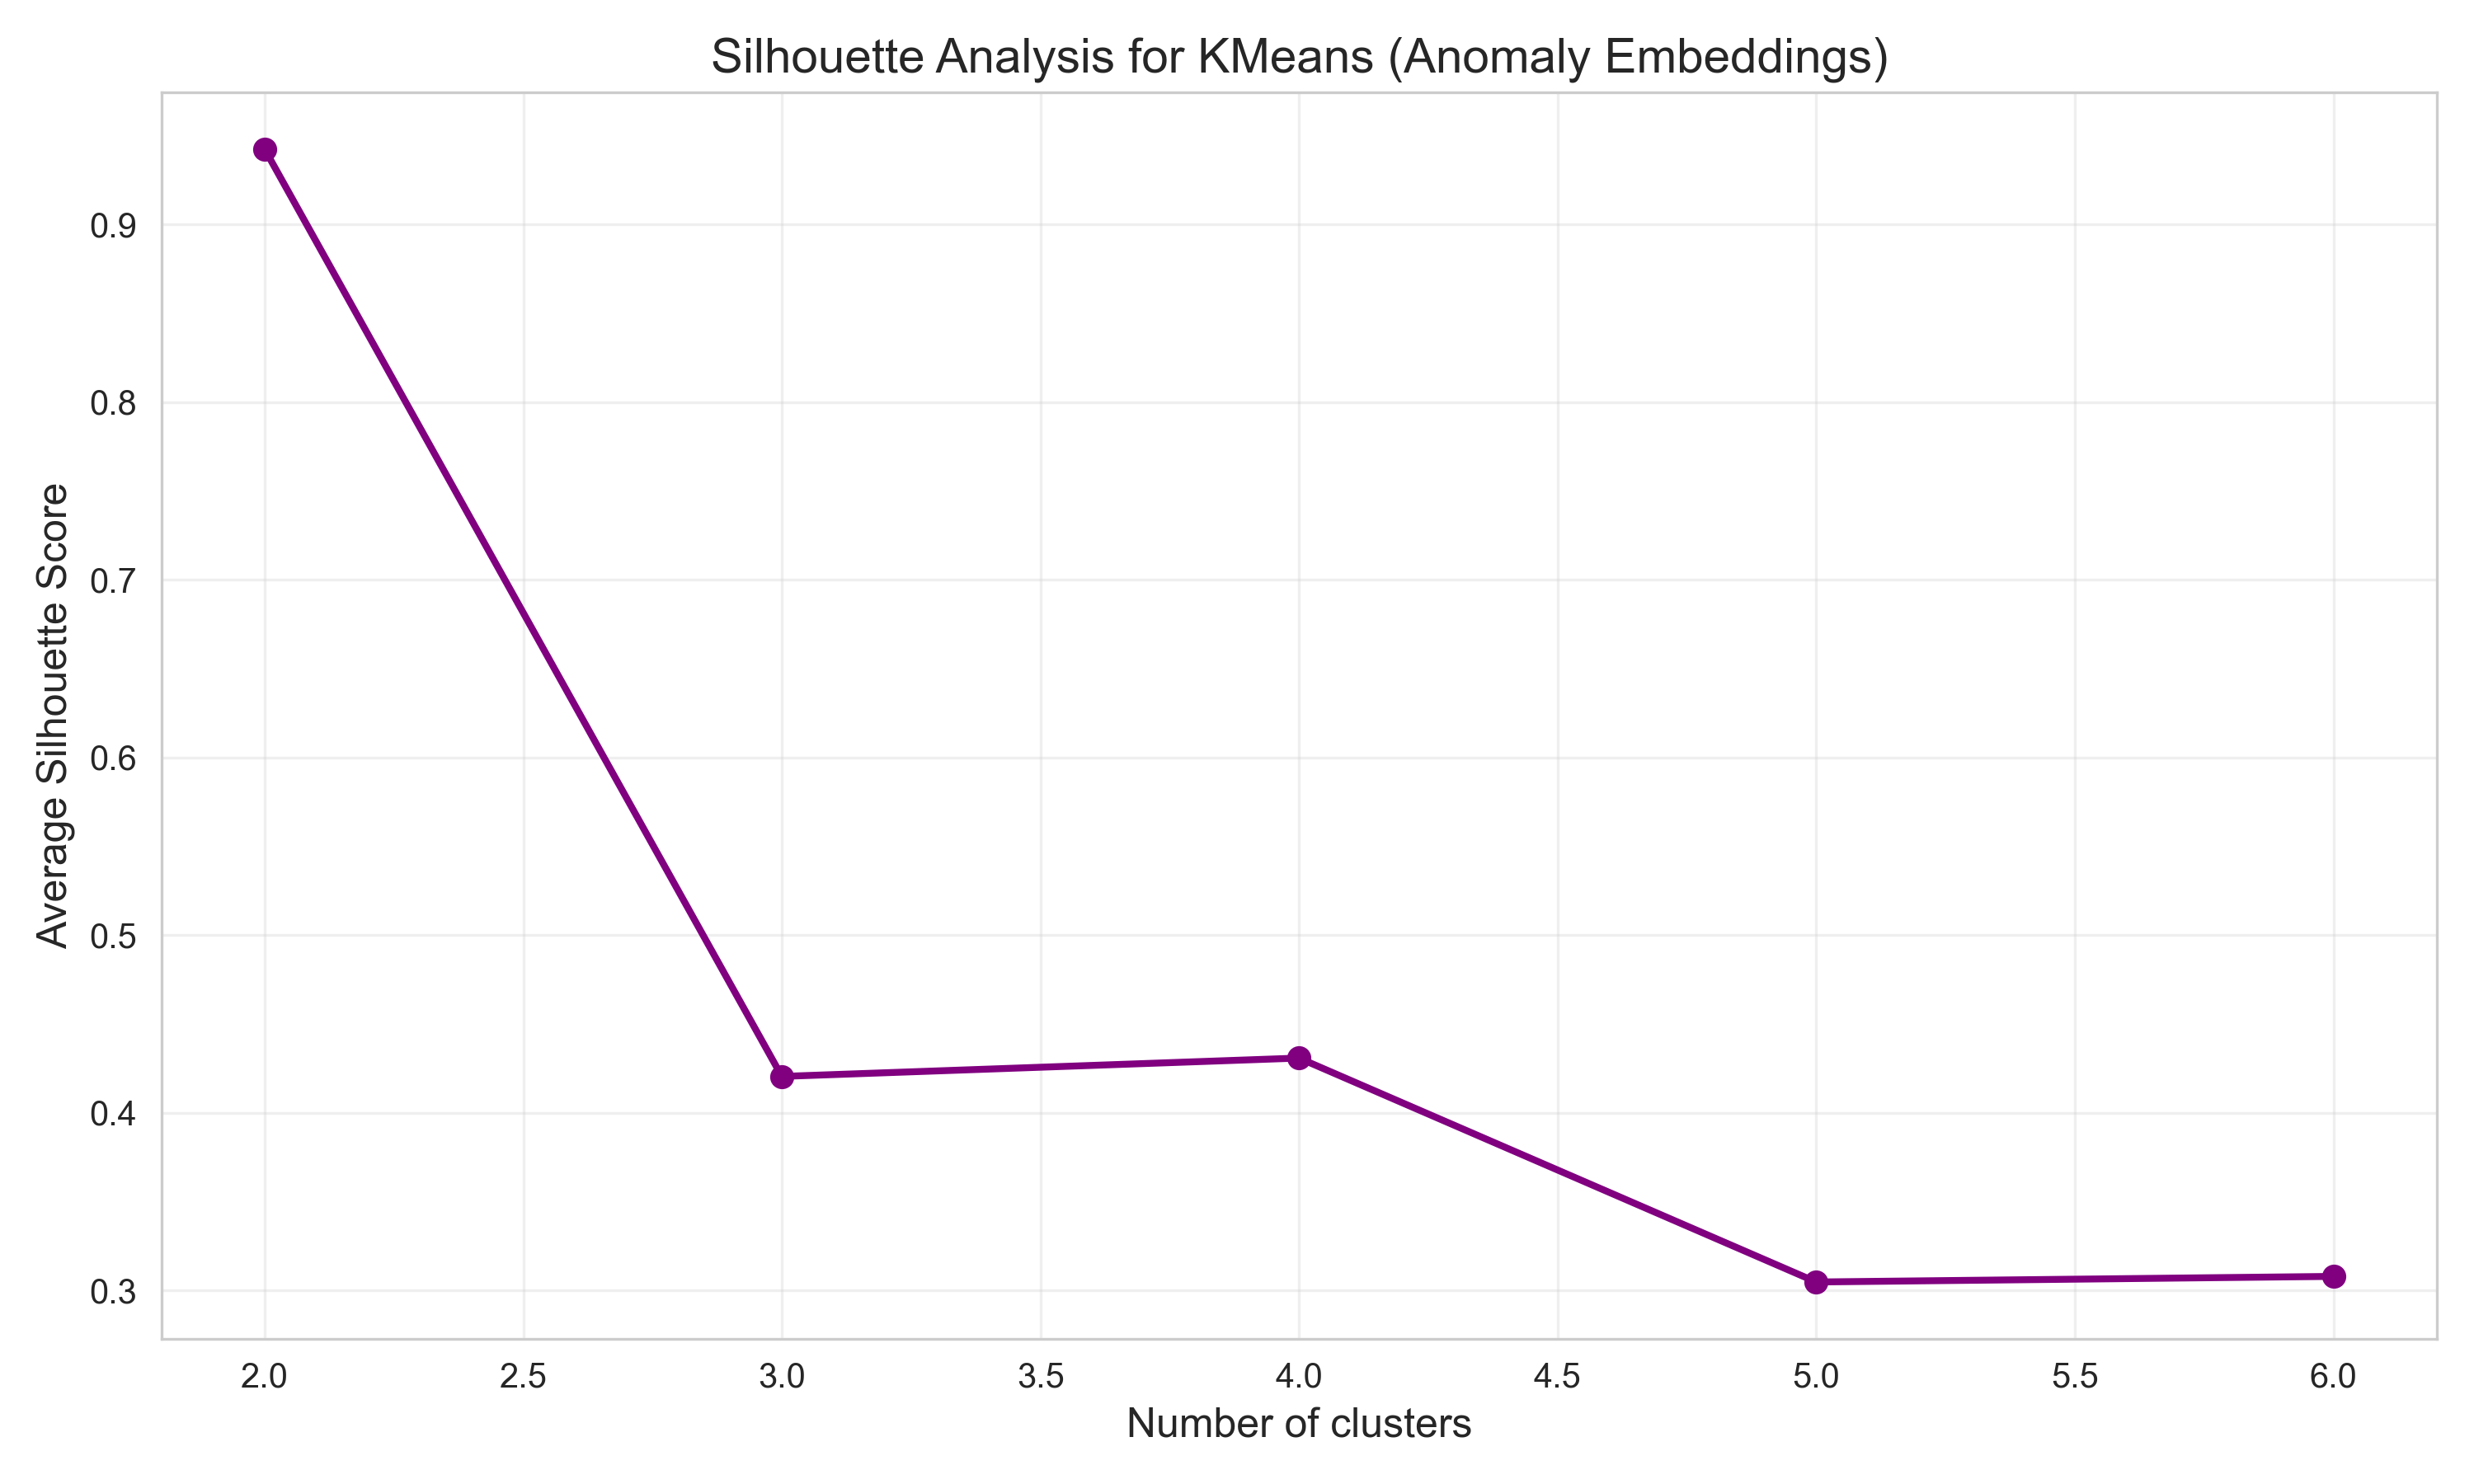 Silhouette Analysis for KMeans (Anomaly Embeddings)
Average Silhouette Score
0.9
0.8
0.7
0.6
0.5
0.4
0.3
2.0 2.5 3.0 3.5 4.0 4.5 5.0 5.5 6.0
Number of clusters